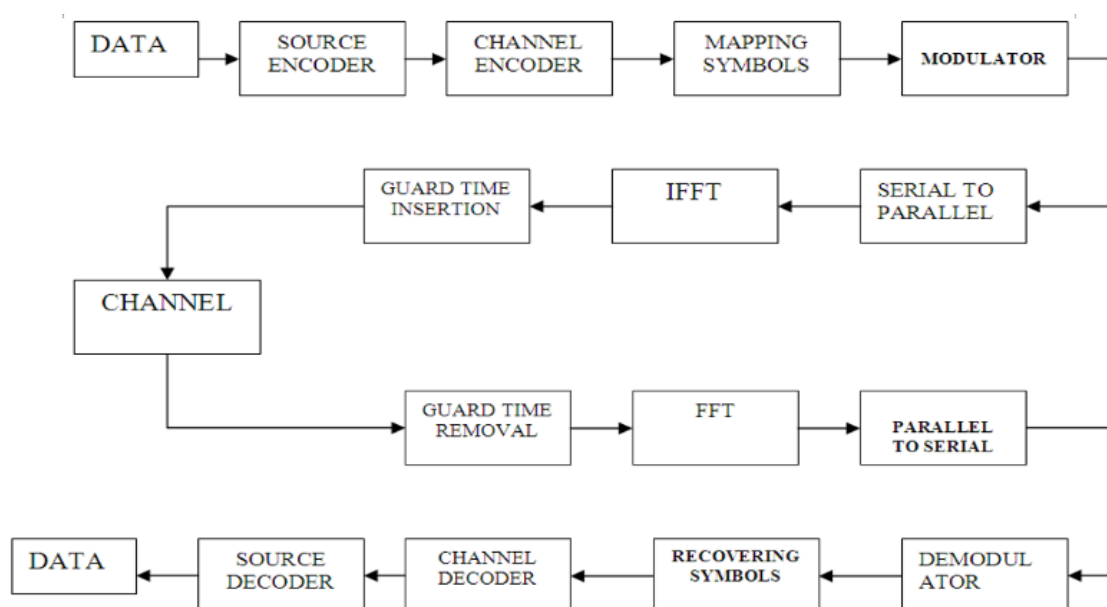 DATA
SOURCE
ENCODER
CHANNEL
ENCODER
MAPPING
SYMBOLS
MODULATOR
GUARD TIME
INSERTION
IFFT
SERIAL TO
PARALLEL
CHANNEL
GUARD TIME
REMOVAL
FFT
PARALLEL
TO SERIAL
DATA
SOURCE
DECODER
CHANNEL
DECODER
RECOVERING
SYMBOLS
DEMODUL
ATOR